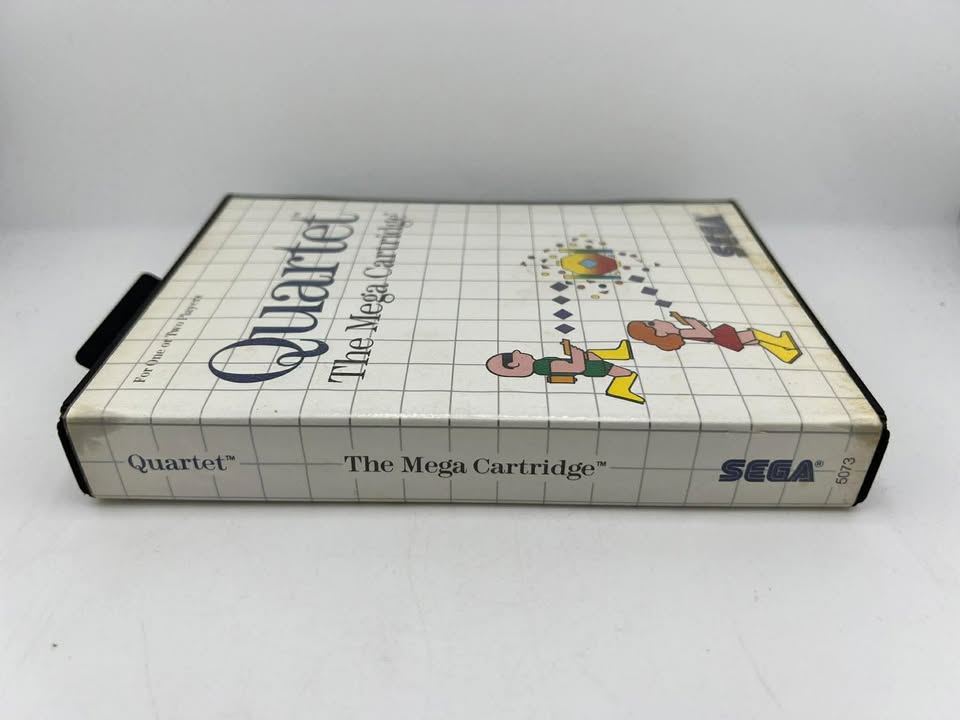 For One or Two Players
Quartet™
The Mega Cartridge™
SEGA
Quartet™
The Mega Cartridge™
SEGA®
5073